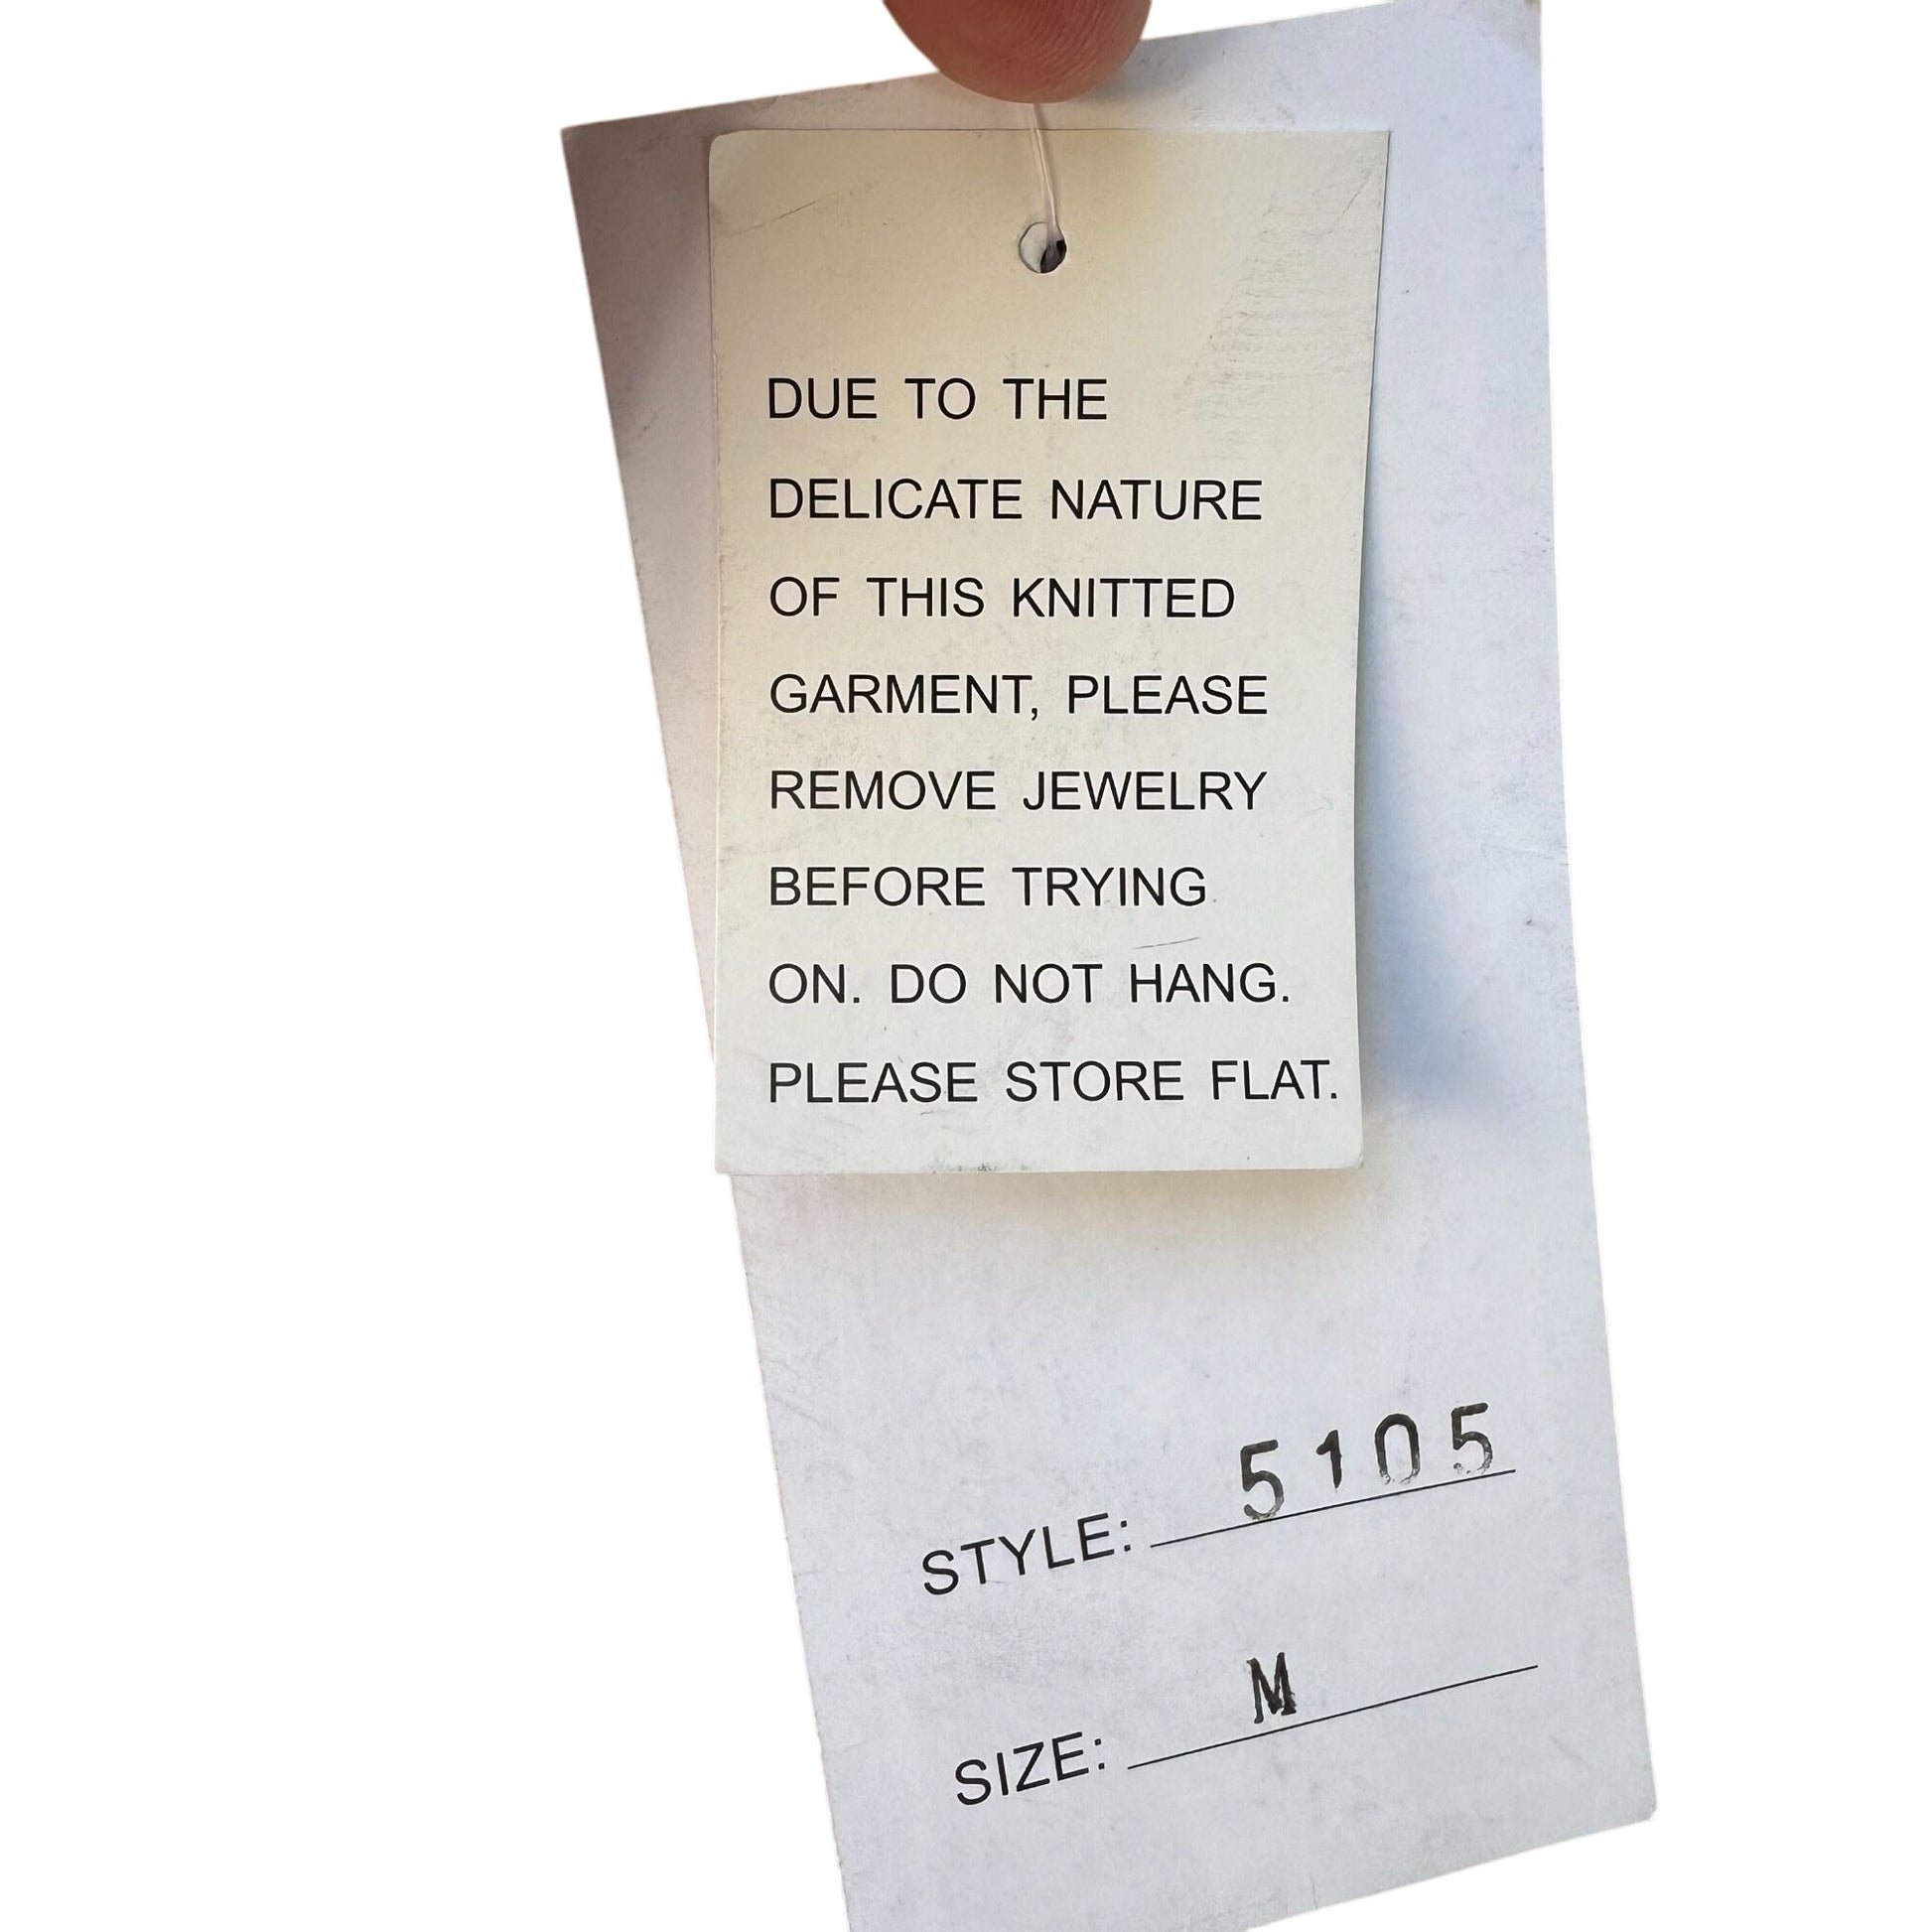 DUE TO THE
DELICATE NATURE
OF THIS KNITTED
GARMENT, PLEASE
REMOVE JEWELRY
BEFORE TRYING
ON. DO NOT HANG.
PLEASE STORE FLAT.
STYLE: 5105
SIZE: M